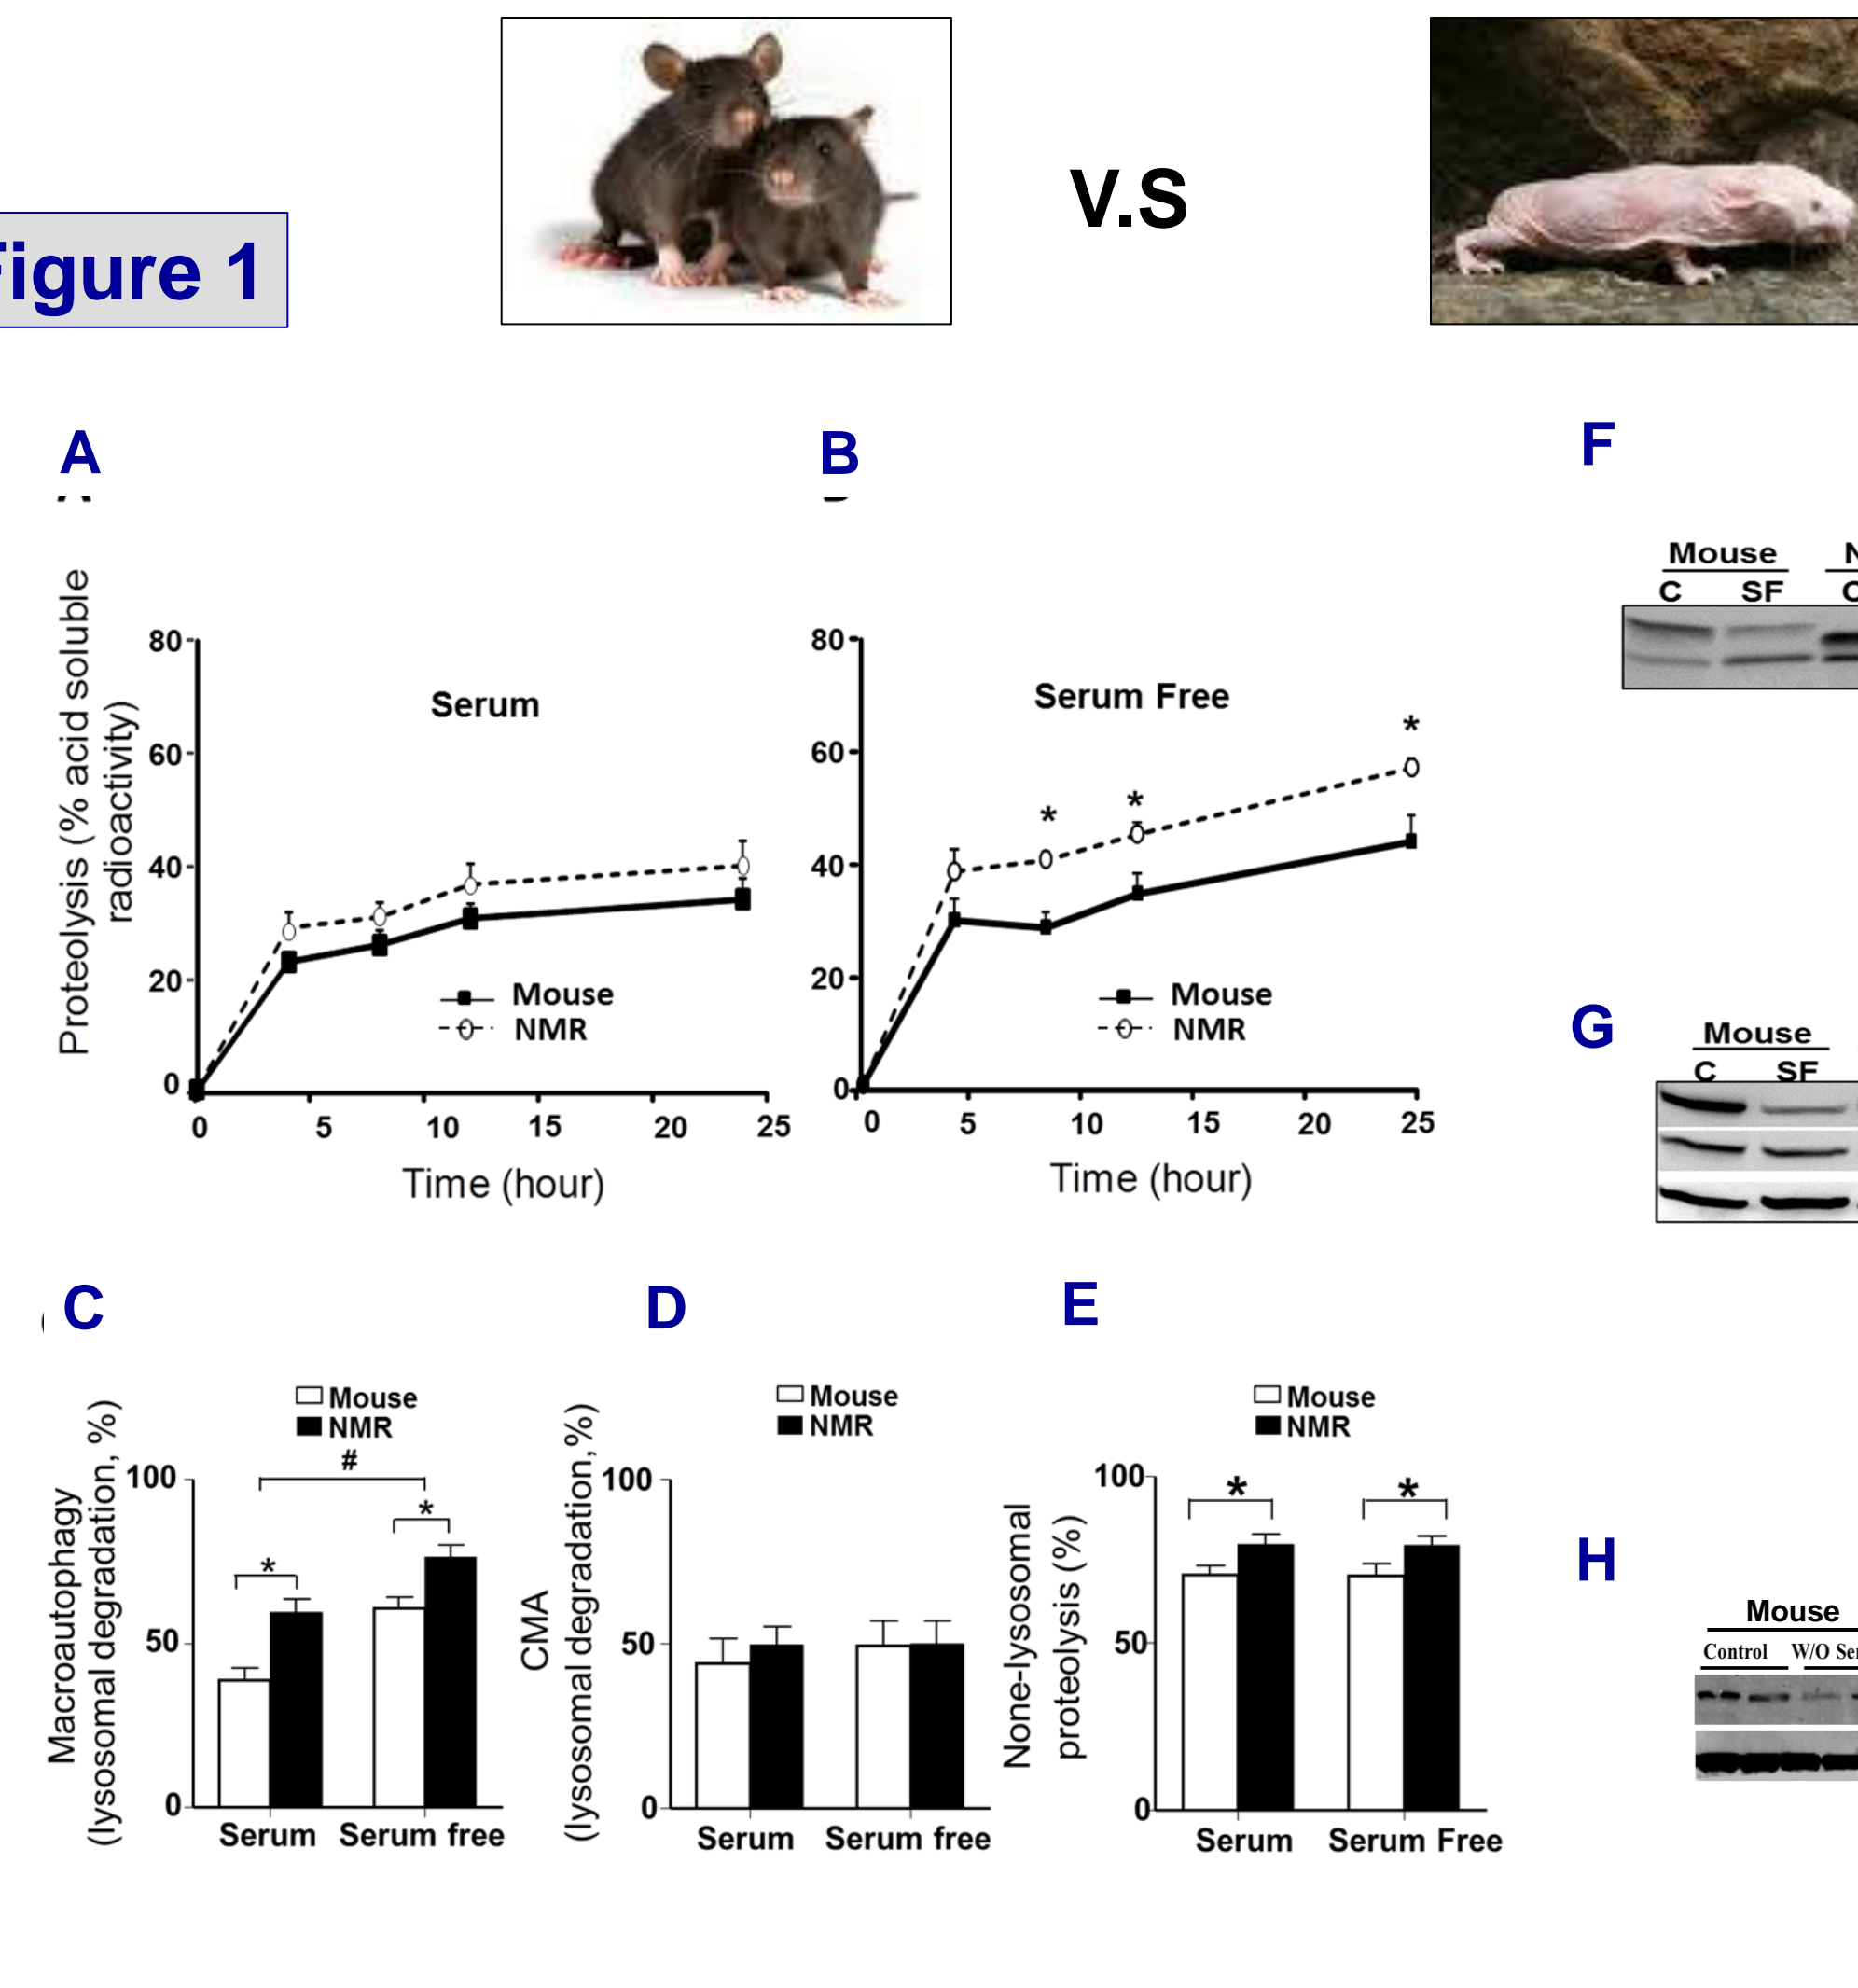 V.S
Figure 1
A
B
F
Mouse
C SF
Proteolysis (% acid soluble
radioactivity)
80
60
40
20
0
Serum
Mouse
NMR
0 5 10 15 20 25
Time (hour)
80
60
40
20
0
Serum Free
*
*
*
Mouse
NMR
0 5 10 15 20 25
Time (hour)
G
Mouse
C SF
C
D
E
Macroautophagy
(lysosomal degradation, %)
Mouse
NMR
#
*
*
100
50
0
Serum Serum free
CMA
(lysosomal degradation,%)
Mouse
NMR
100
50
0
Serum Serum free
None-lysosomal
proteolysis (%)
Mouse
NMR
*
*
100
50
0
Serum Serum Free
H
Mouse
Control W/O